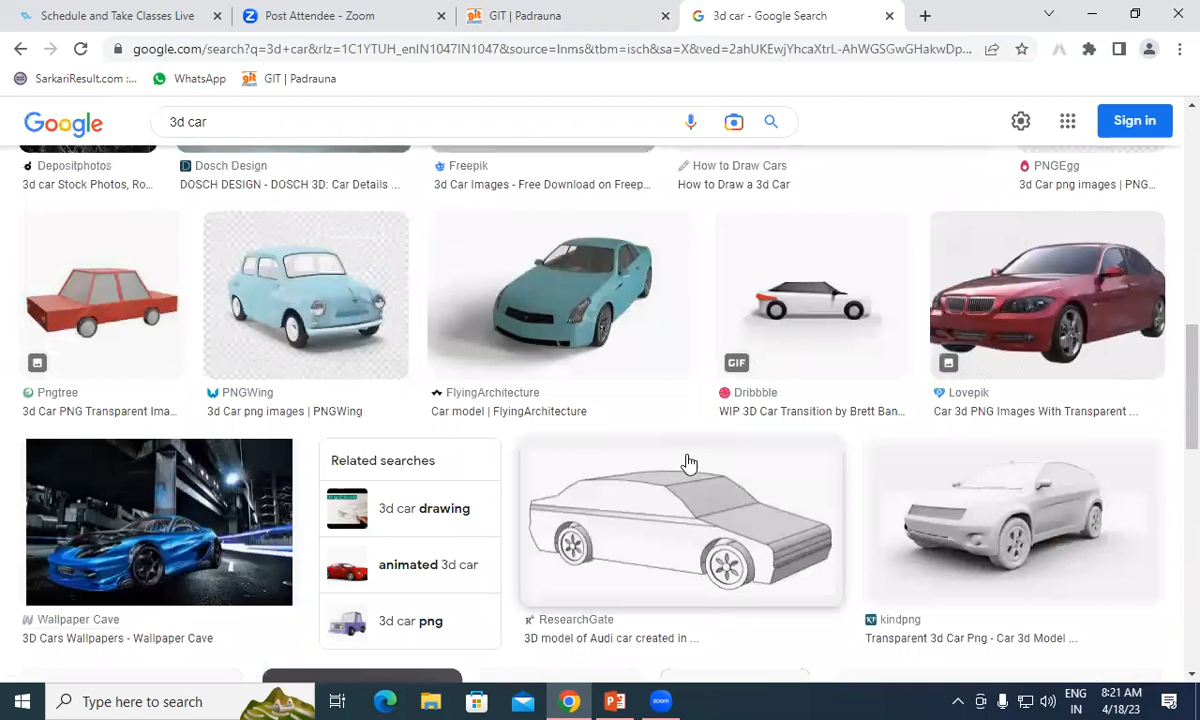 Schedule and Take Classes Live
Post Attendee - Zoom
GIT | Padrauna
3d car - Google Search
google.com/search?q=3d+car&rlz=1C1YTUH_enIN1047IN1047&source=lnms&tbm=isch&sa=X&ved=2ahUKEwjYhcaXtrL-AhWGSGwGHakwDp...
SarkariResult.com :...
WhatsApp
GIT | Padrauna
Google
3d car
Sign in
Depositphotos
Dosch Design
Freepik
How to Draw Cars
PNGEgg
3d car Stock Photos, Ro...
DOSCH DESIGN - DOSCH 3D: Car Details ...
3d Car Images - Free Download on Freep...
How to Draw a 3d Car
3d Car png images | PNG...
GIF
Pngtree
PNGWing
FlyingArchitecture
Dribbble
Lovepik
3d Car PNG Transparent Ima...
3d Car png images | PNGWing
Car model | FlyingArchitecture
WIP 3D Car Transition by Brett Ban...
Car 3d PNG Images With Transparent ...
Related searches
3d car drawing
animated 3d car
3d car png
Wallpaper Cave
ResearchGate
kindpng
3D Cars Wallpapers - Wallpaper Cave
3D model of Audi car created in ...
Transparent 3d Car Png - Car 3d Model ...
Type here to search
zoom
ENG
IN
8:21 AM
4/18/23